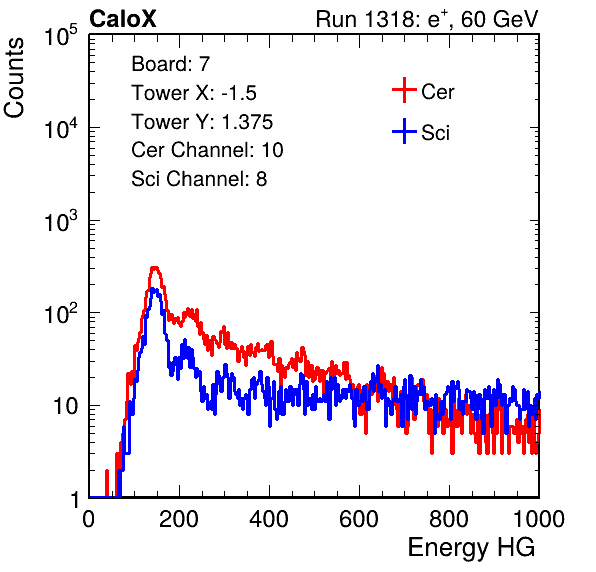 CaloX Run 1318: e⁺, 60 GeV
Counts
Board: 7
Tower X: -1.5
Tower Y: 1.375
Cer Channel: 10
Sci Channel: 8
Cer
Sci
10⁵
10⁴
10³
10²
10
1
0 200 400 600 800 1000
Energy HG